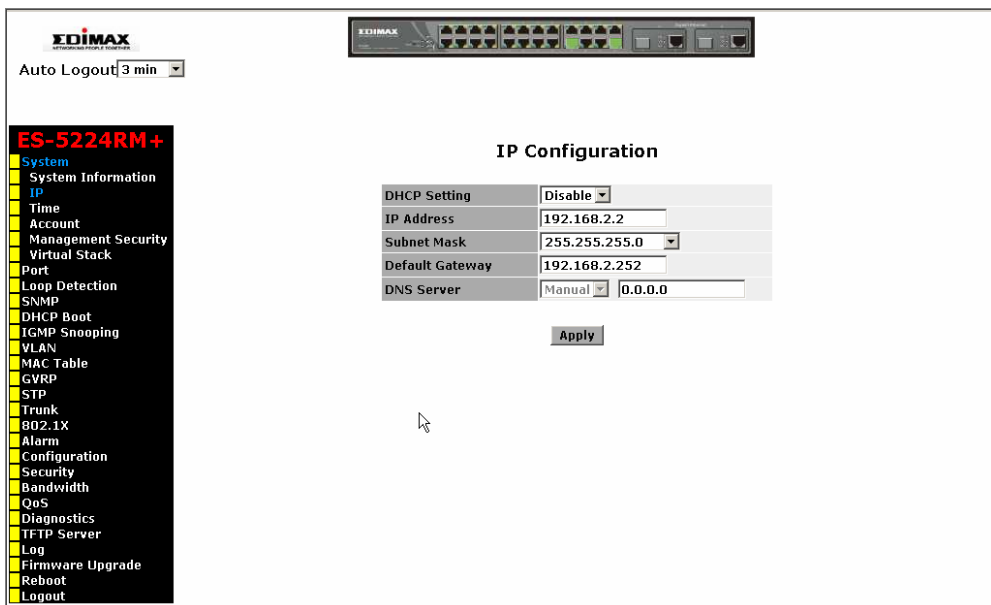 EDIMAX
NETWORKING PEOPLE TOGETHER
EDIMAX
Auto Logout 3 min
ES-5224RM+
System
System Information
IP
Time
Account
Management Security
Virtual Stack
Port
Loop Detection
SNMP
DHCP Boot
IGMP Snooping
VLAN
MAC Table
GVRP
STP
Trunk
802.1X
Alarm
Configuration
Security
Bandwidth
QoS
Diagnostics
TFTP Server
Log
Firmware Upgrade
Reboot
Logout
IP Configuration
DHCP Setting Disable
IP Address 192.168.2.2
Subnet Mask 255.255.255.0
Default Gateway 192.168.2.252
DNS Server Manual 0.0.0.0
Apply